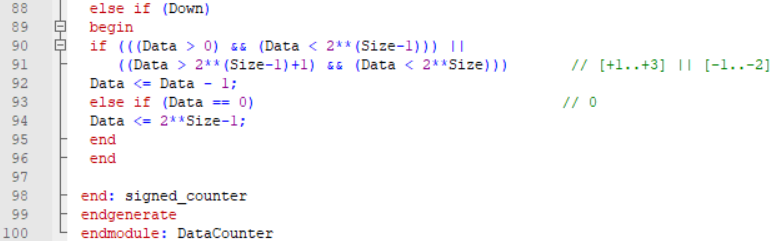 88 else if (Down)
89 begin
90 if (((Data > 0) && (Data < 2**(Size-1))) ||
91 ((Data > 2**(Size-1)+1) && (Data < 2**Size))) // [+1..+3] || [-1..-2]
92 Data <= Data - 1;
93 else if (Data == 0) // 0
94 Data <= 2**Size-1;
95 end
96 end
97
98 end: signed_counter
99 endgenerate
100 endmodule: DataCounter